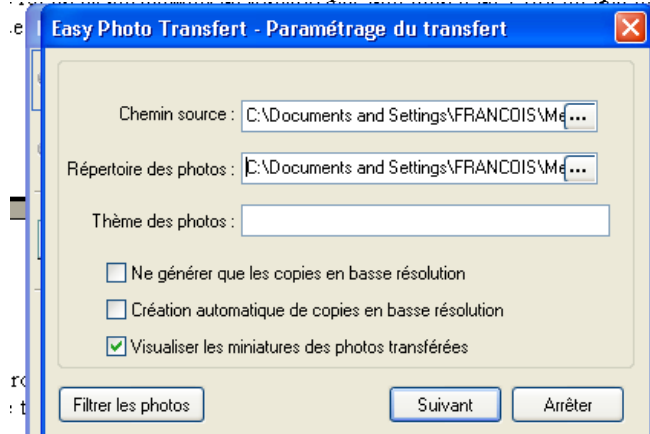 Easy Photo Transfert - Paramétrage du transfert
Chemin source : C:\Documents and Settings\FRANCOIS\Me ...
Répertoire des photos : C:\Documents and Settings\FRANCOIS\Me ...
Thème des photos :
Ne générer que les copies en basse résolution
Création automatique de copies en basse résolution
Visualiser les miniatures des photos transférées
Filtrer les photos Suivant Arrêter